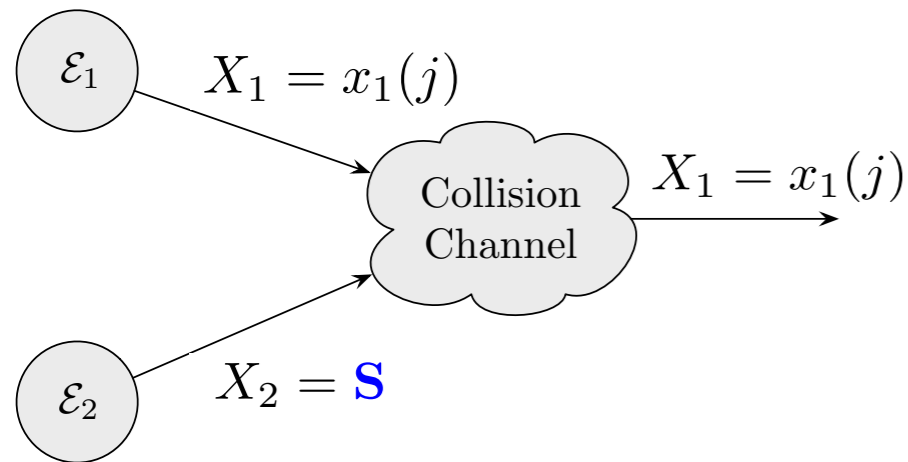 ℰ₁
X₁ = x₁(j)
Collision
Channel
X₁ = x₁(j)
ℰ₂
X₂ = S